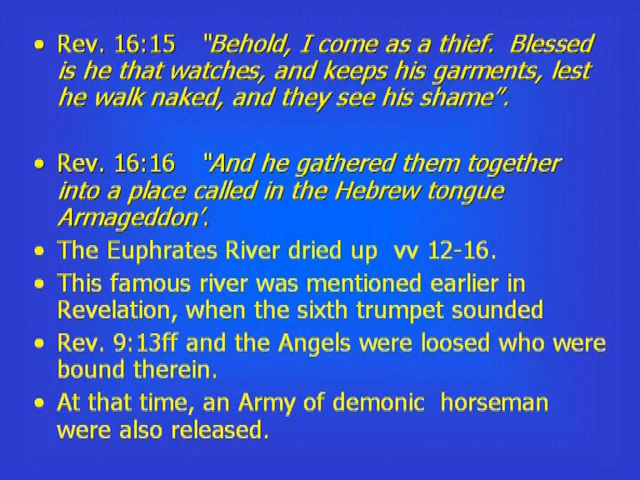 • Rev. 16:15 "Behold, I come as a thief. Blessed
is he that watches, and keeps his garments, lest
he walk naked, and they see his shame".
• Rev. 16:16 "And he gathered them together
into a place called in the Hebrew tongue
Armageddon'.
• The Euphrates River dried up vv 12-16.
• This famous river was mentioned earlier in
Revelation, when the sixth trumpet sounded
• Rev. 9:13ff and the Angels were loosed who were
bound therein.
• At that time, an Army of demonic horseman
were also released.